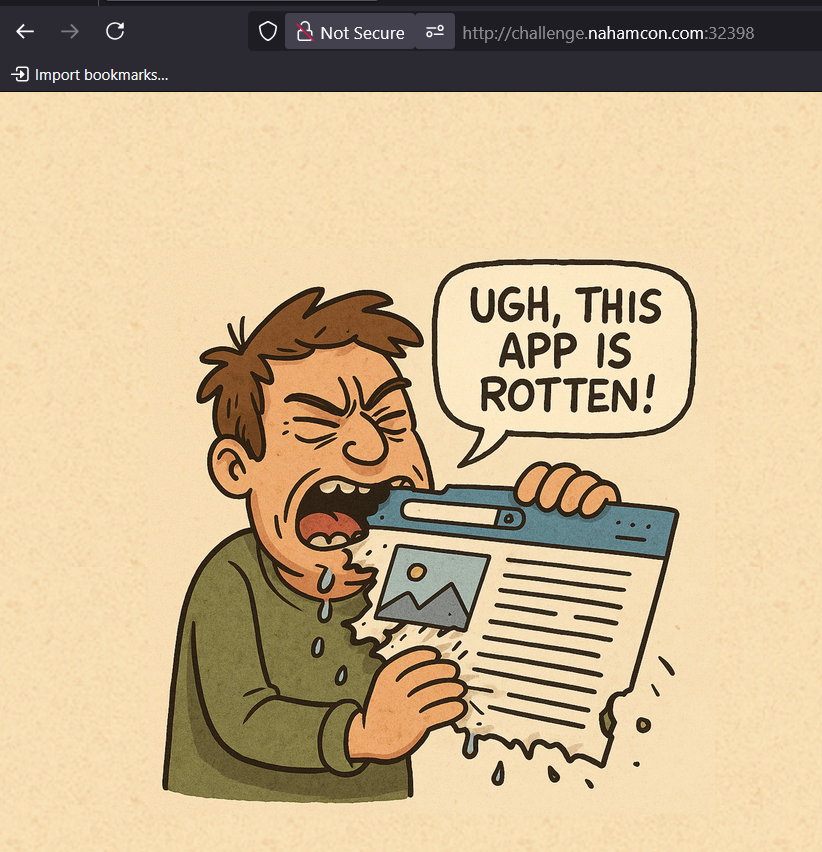 Not Secure http://challenge.nahamcon.com:32398
Import bookmarks...
UGH, THIS
APP IS
ROTTEN!